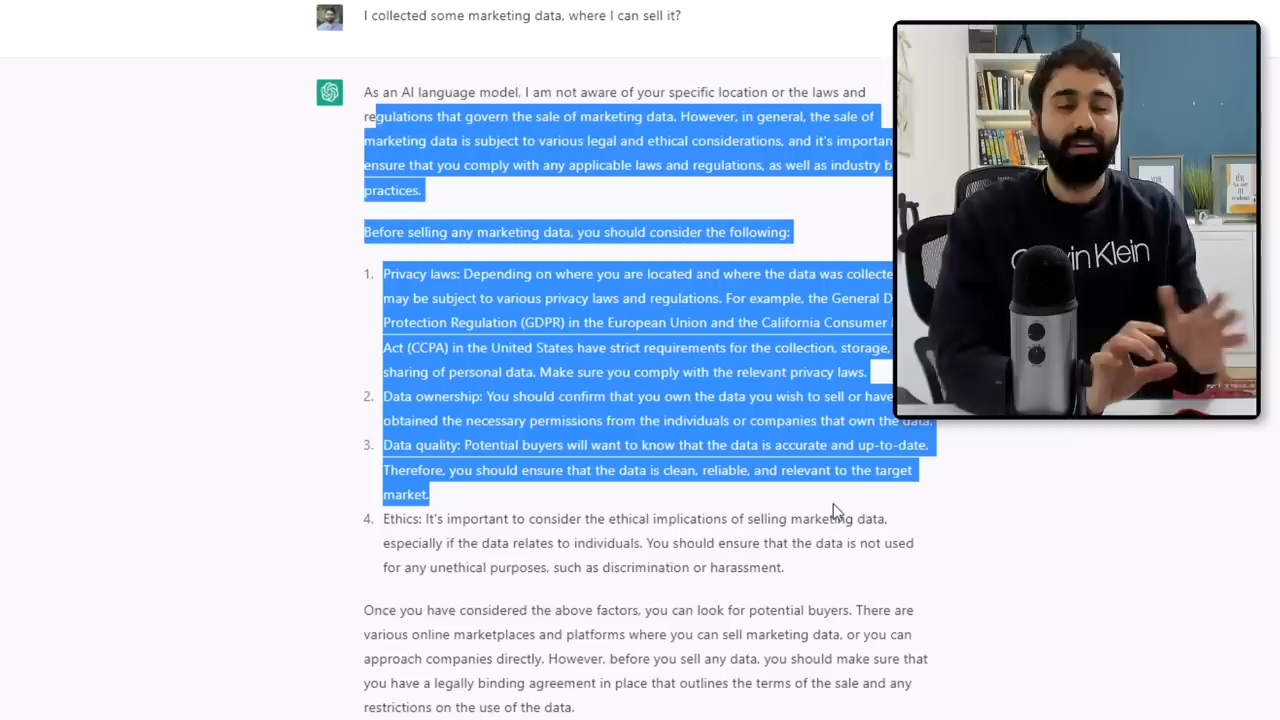 I collected some marketing data, where I can sell it?
As an AI language model, I am not aware of your specific location or the laws and
regulations that govern the sale of marketing data. However, in general, the sale of
marketing data is subject to various legal and ethical considerations, and it's
ensure that you comply with any applicable laws and regulations, as well as industry
practices.
Before selling any marketing data, you should consider the following:
1. Privacy laws: Depending on where you are located and where the data was
may be subject to various privacy laws and regulations. For example, the General
Protection Regulation (GDPR) in the European Union and the California Consumer
Act (CCPA) in the United States have strict requirements for the collection, storage,
sharing of personal data. Make sure you comply with the relevant privacy laws.
2. Data ownership: You should confirm that you own the data you wish to sell or have
obtained the necessary permissions from the individuals or companies that own the data.
3. Data quality: Potential buyers will want to know that the data is accurate and up-to-date.
Therefore, you should ensure that the data is clean, reliable, and relevant to the target
market.
4. Ethics: It's important to consider the ethical implications of selling marketing data,
especially if the data relates to individuals. You should ensure that the data is not used
for any unethical purposes, such as discrimination or harassment.
Once you have considered the above factors, you can look for potential buyers. There are
various online marketplaces and platforms where you can sell marketing data, or you can
approach companies directly. However, before you sell any data, you should make sure that
you have a legally binding agreement in place that outlines the terms of the sale and any
restrictions on the use of the data.
Klein